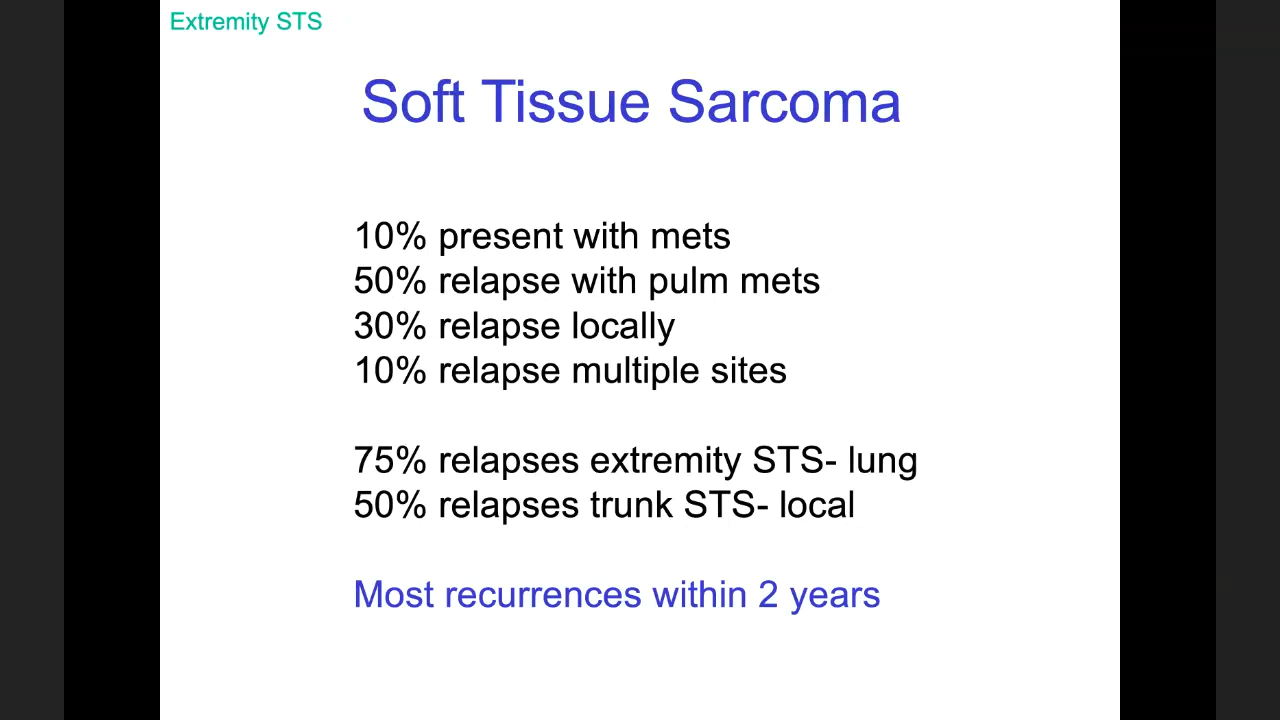 Extremity STS
Soft Tissue Sarcoma
10% present with mets
50% relapse with pulm mets
30% relapse locally
10% relapse multiple sites
75% relapses extremity STS- lung
50% relapses trunk STS- local
Most recurrences within 2 years